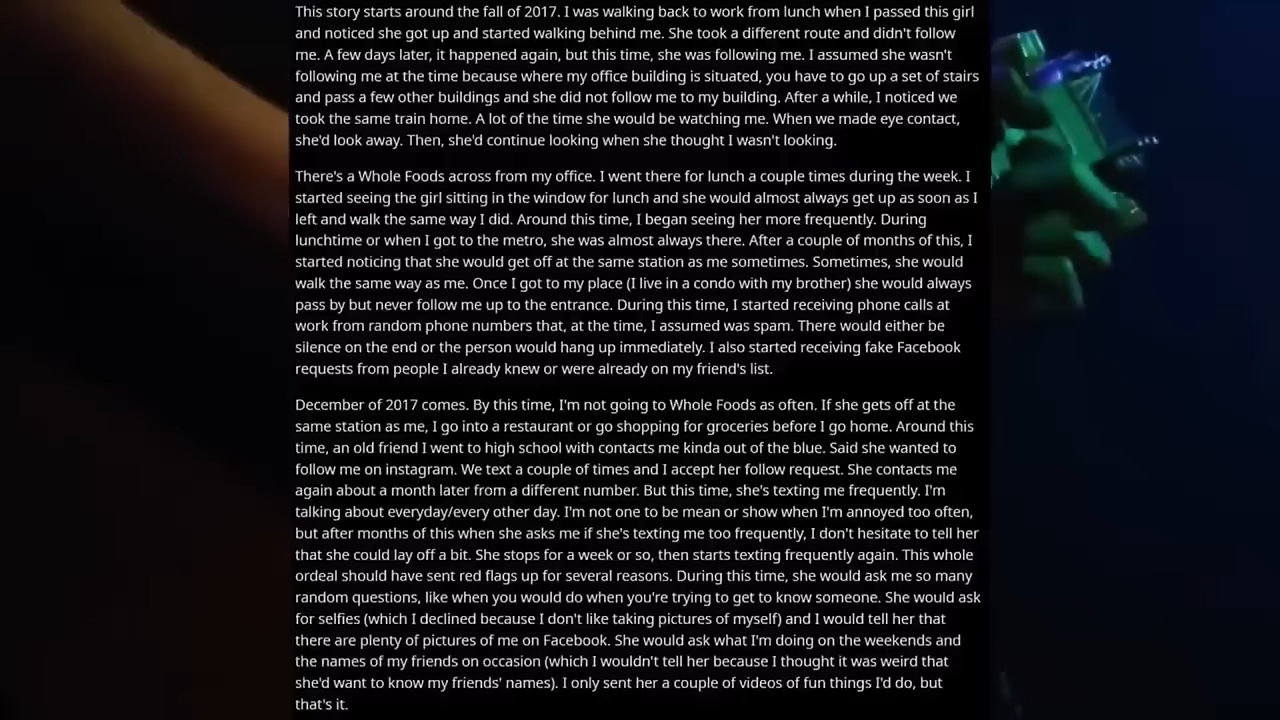 This story starts around the fall of 2017. I was walking back to work from lunch when I passed this girl
and noticed she got up and started walking behind me. She took a different route and didn't follow
me. A few days later, it happened again, but this time, she was following me. I assumed she wasn't
following me at the time because where my office building is situated, you have to go up a set of stairs
and pass a few other buildings and she did not follow me to my building. After a while, I noticed we
took the same train home. A lot of the time she would be watching me. When we made eye contact,
she'd look away. Then, she'd continue looking when she thought I wasn't looking.
There's a Whole Foods across from my office. I went there for lunch a couple times during the week. I
started seeing the girl sitting in the window for lunch and she would almost always get up as soon as I
left and walk the same way I did. Around this time, I began seeing her more frequently. During
lunchtime or when I got to the metro, she was almost always there. After a couple of months of this, I
started noticing that she would get off at the same station as me sometimes. Sometimes, she would
walk the same way as me. Once I got to my place (I live in a condo with my brother) she would always
pass by but never follow me up to the entrance. During this time, I started receiving phone calls at
work from random phone numbers that, at the time, I assumed was spam. There would either be
silence on the end or the person would hang up immediately. I also started receiving fake Facebook
requests from people I already knew or were already on my friend's list.
December of 2017 comes. By this time, I'm not going to Whole Foods as often. If she gets off at the
same station as me, I go into a restaurant or go shopping for groceries before I go home. Around this
time, an old friend I went to high school with contacts me kinda out of the blue. Said she wanted to
follow me on instagram. We text a couple of times and I accept her follow request. She contacts me
again about a month later from a different number. But this time, she's texting me frequently. I'm
talking about everyday/every other day. I'm not one to be mean or show when I'm annoyed too often,
but after months of this when she asks me if she's texting me too frequently, I don't hesitate to tell her
that she could lay off a bit. She stops for a week or so, then starts texting frequently again. This whole
ordeal should have sent red flags up for several reasons. During this time, she would ask me so many
random questions, like when you would do when you're trying to get to know someone. She would ask
for selfies (which I declined because I don't like taking pictures of myself) and I would tell her that
there are plenty of pictures of me on Facebook. She would ask what I'm doing on the weekends and
the names of my friends on occasion (which I wouldn't tell her because I thought it was weird that
she'd want to know my friends' names). I only sent her a couple of videos of fun things I'd do, but
that's it.